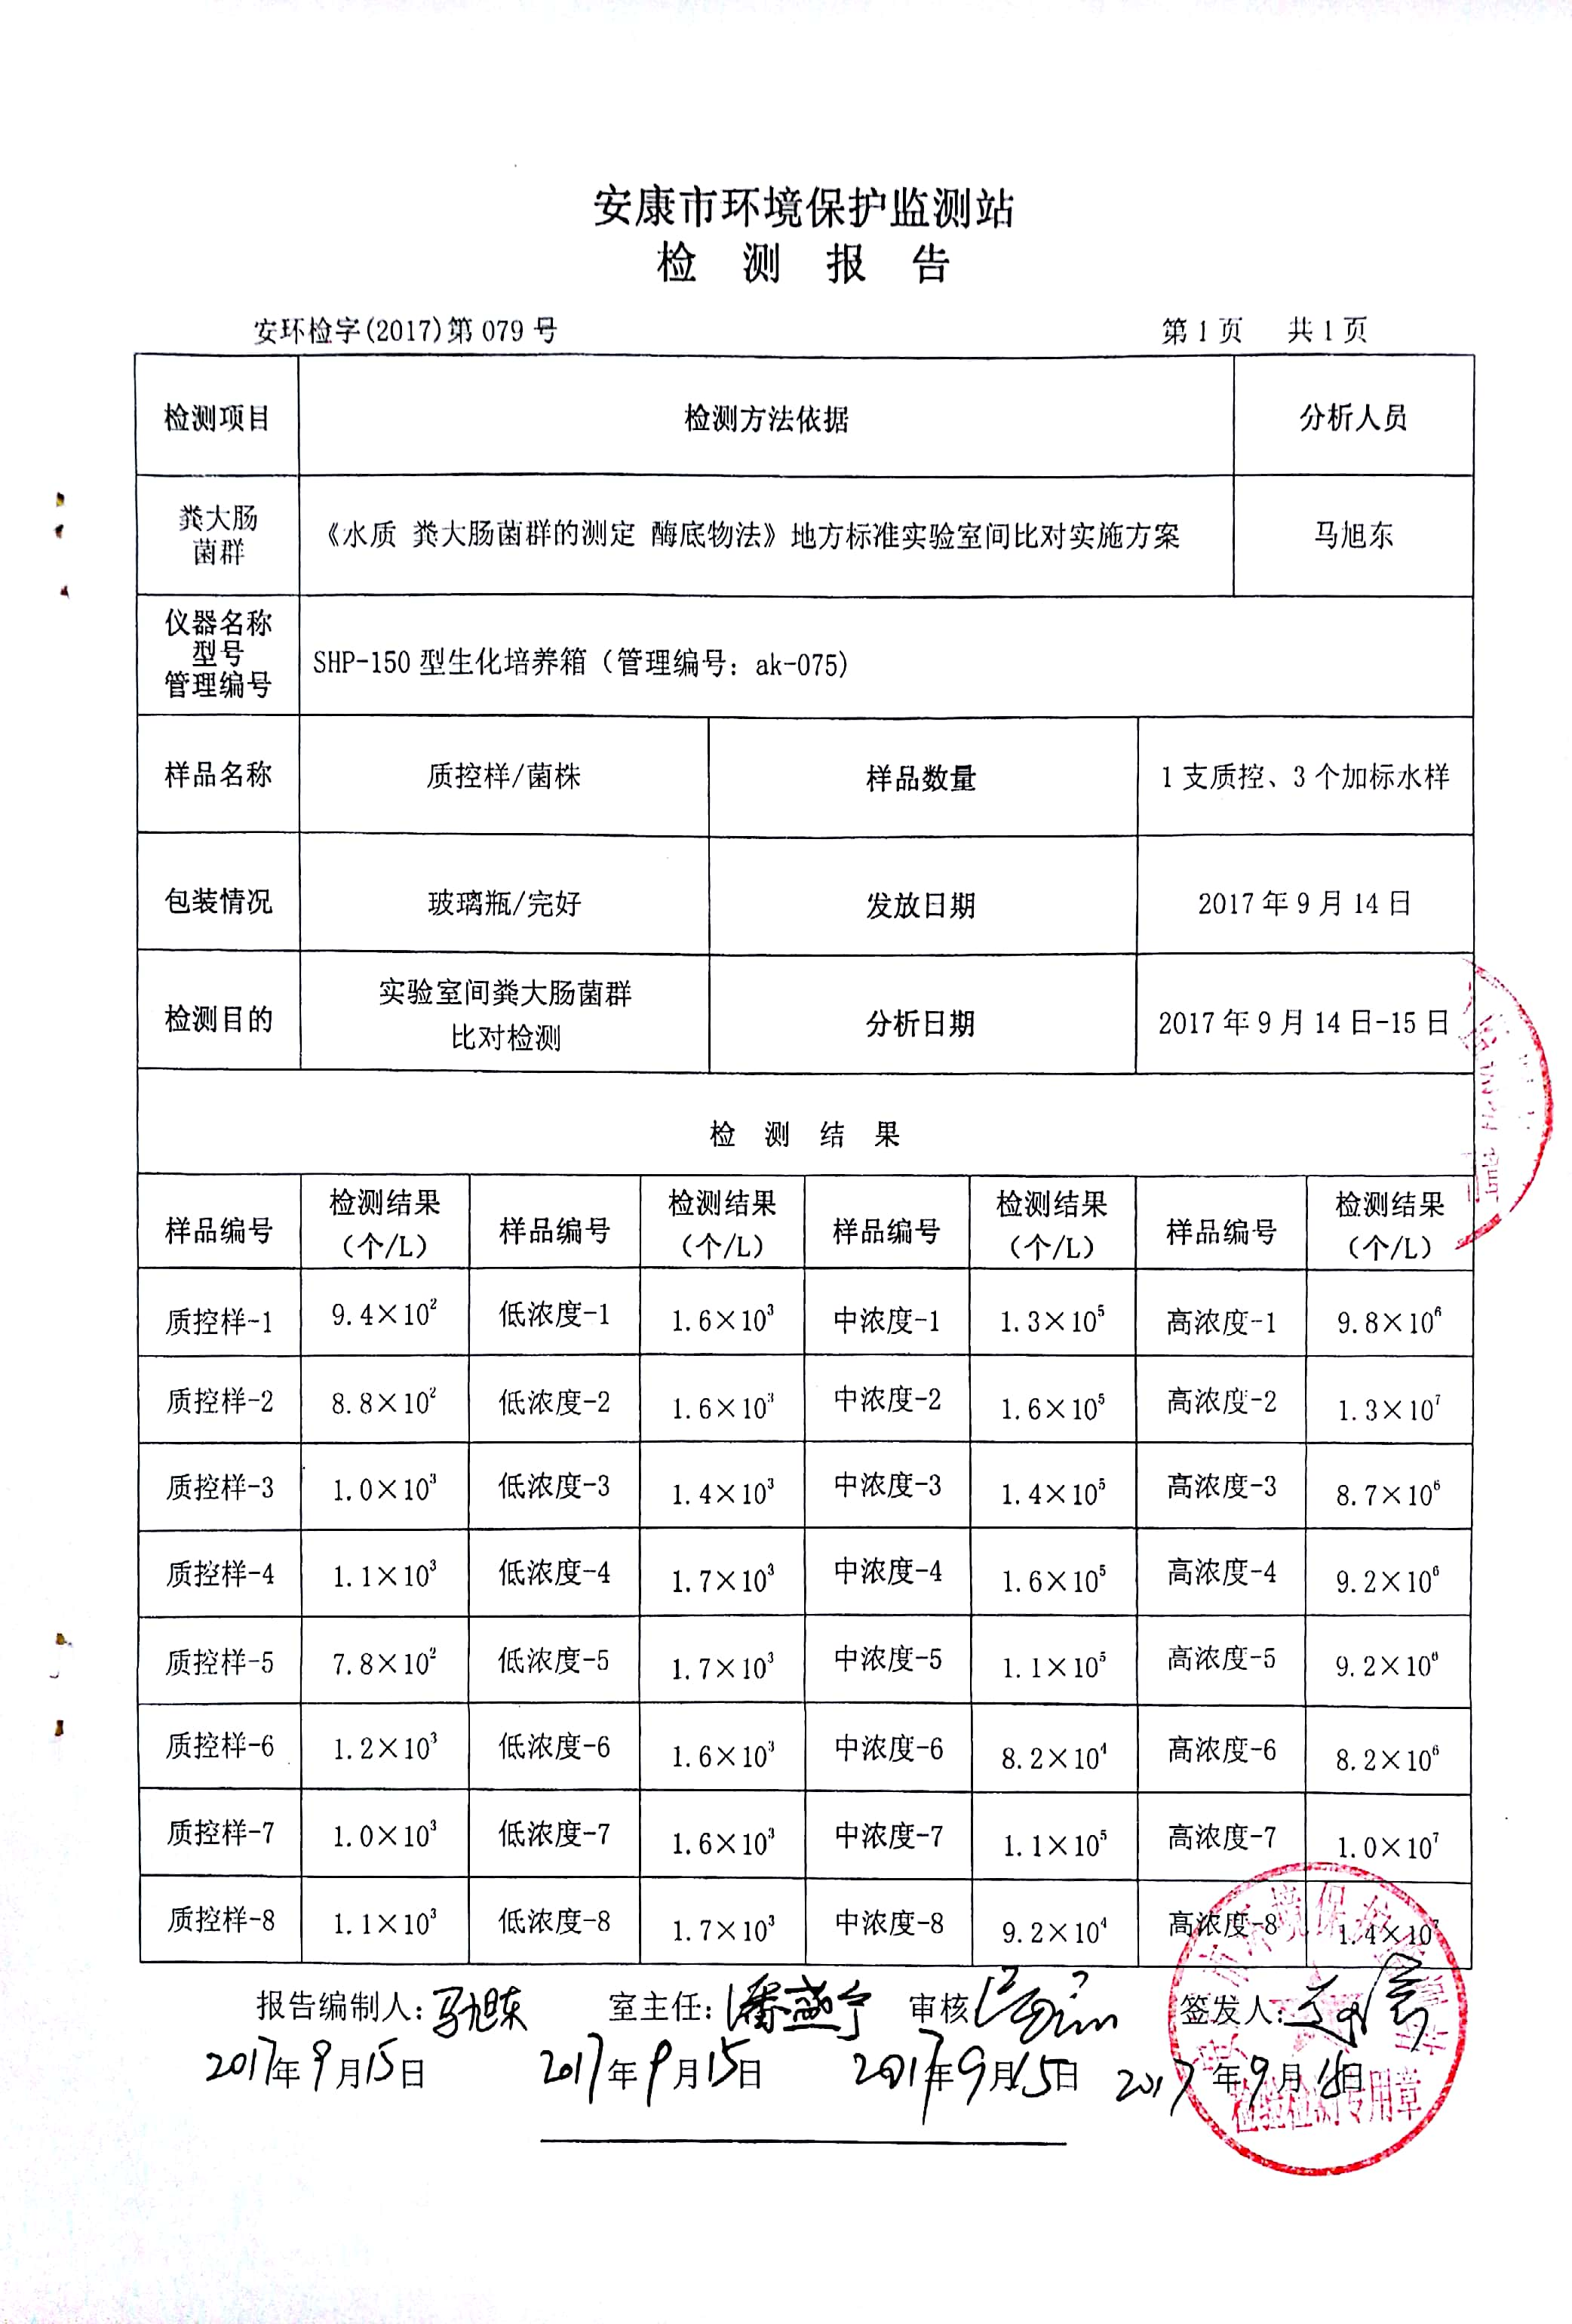 安康市环境保护监测站
检 测 报 告
安环检字(2017)第 079 号 第 1 页 共 1 页
检测项目 检测方法依据 分析人员
粪大肠
菌群 《水质 粪大肠菌群的测定 酶底物法》地方标准实验室间比对实施方案 马旭东
仪器名称
型号
管理编号 SHP-150 型生化培养箱（管理编号：ak-075)
样品名称 质控样/菌株 样品数量 1 支质控、3 个加标水样
包装情况 玻璃瓶/完好 发放日期 2017 年 9 月 14 日
检测目的 实验室间粪大肠菌群
比对检测 分析日期 2017 年 9 月 14 日-15 日
检 测 结 果
样品编号 检测结果（个/L） 样品编号 检测结果（个/L） 样品编号 检测结果（个/L） 样品编号 检测结果（个/L）
质控样-1 9.4×10² 低浓度-1 1.6×10³ 中浓度-1 1.3×10⁵ 高浓度-1 9.8×10⁶
质控样-2 8.8×10² 低浓度-2 1.6×10³ 中浓度-2 1.6×10⁵ 高浓度-2 1.3×10⁷
质控样-3 1.0×10³ 低浓度-3 1.4×10³ 中浓度-3 1.4×10⁵ 高浓度-3 8.7×10⁶
质控样-4 1.1×10³ 低浓度-4 1.7×10³ 中浓度-4 1.6×10⁵ 高浓度-4 9.2×10⁶
质控样-5 7.8×10² 低浓度-5 1.7×10³ 中浓度-5 1.1×10⁵ 高浓度-5 9.2×10⁶
质控样-6 1.2×10³ 低浓度-6 1.6×10³ 中浓度-6 8.2×10⁴ 高浓度-6 8.2×10⁶
质控样-7 1.0×10³ 低浓度-7 1.6×10³ 中浓度-7 1.1×10⁵ 高浓度-7 1.0×10⁷
质控样-8 1.1×10³ 低浓度-8 1.7×10³ 中浓度-8 9.2×10⁴ 高浓度-8 1.4×10⁷
报告编制人：马旭东 室主任：潘盛宁 审核 签发人：
2017年9月15日 2017年9月15日 2017年9月15日 2017年9月15日
检验检测专用章